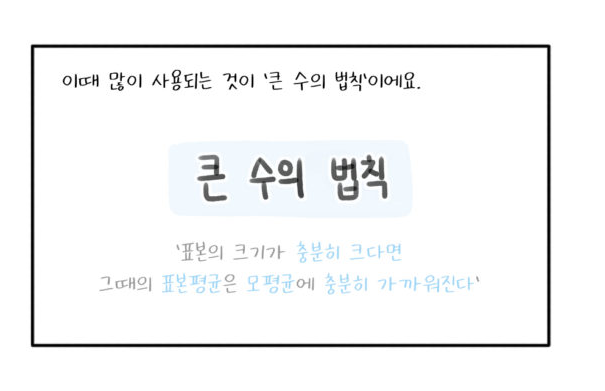 이때 많이 사용되는 것이 '큰 수의 법칙'이에요.
큰 수의 법칙
'표본의 크기가 충분히 크다면
그때의 표본평균은 모평균에 충분히 가까워진다'